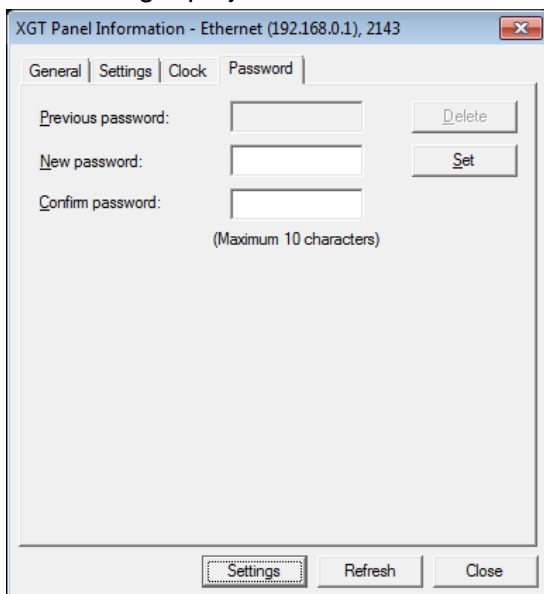 XGT Panel Information - Ethernet (192.168.0.1), 2143
General Settings Clock Password
Previous password: Delete
New password: Set
Confirm password:
(Maximum 10 characters)
Settings Refresh Close